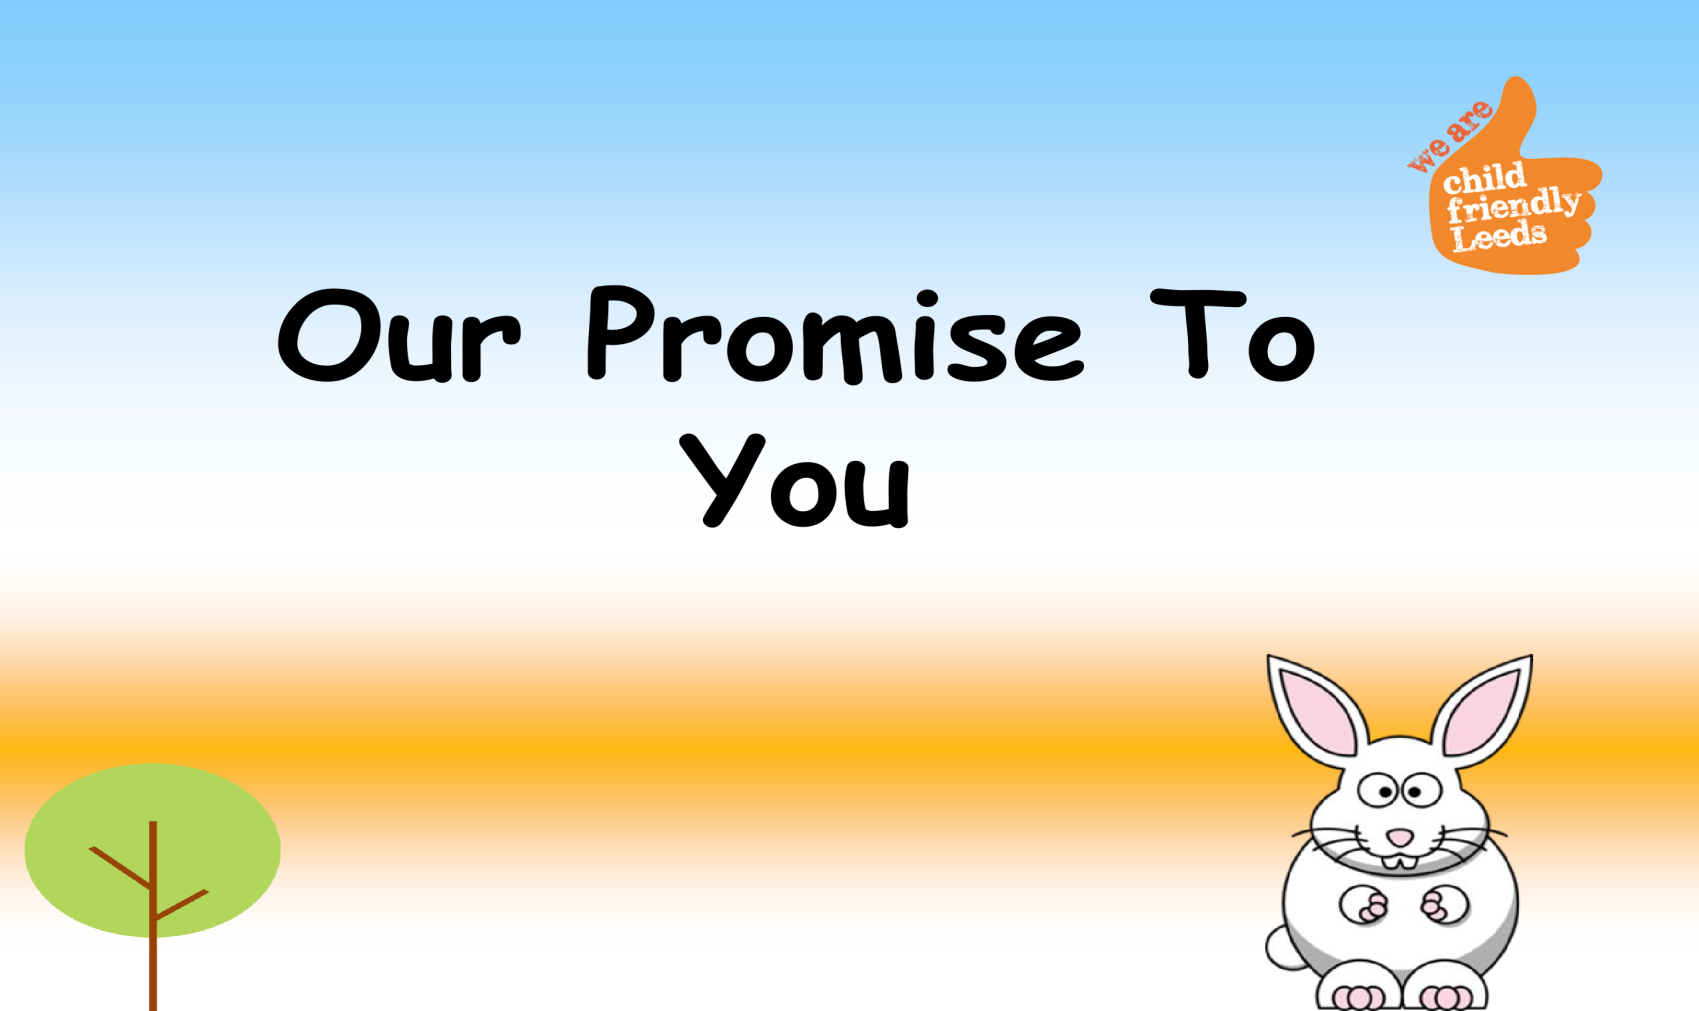 we are
child
friendly
Leeds
Our Promise To
You